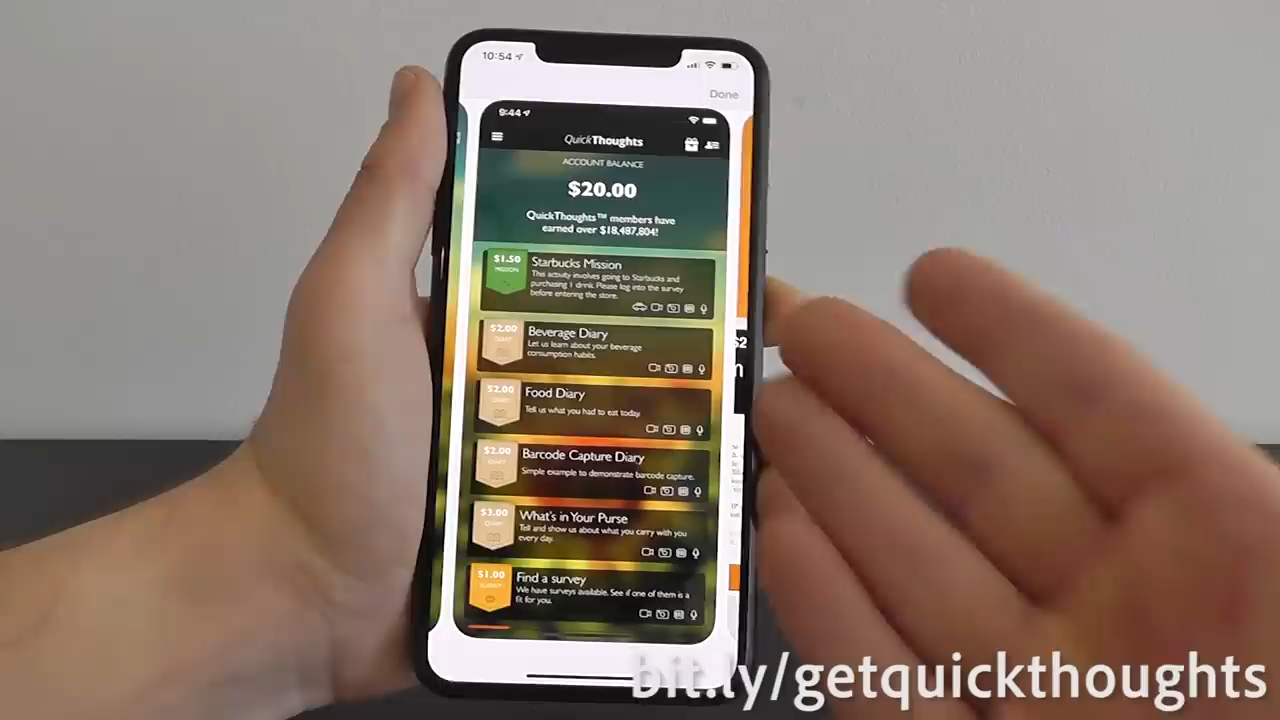 10:54
Done
9:44
QuickThoughts
ACCOUNT BALANCE
$20.00
QuickThoughts™ members have
earned over $18,487,804!
$1.50
MISSION
Starbucks Mission
This activity involves going to Starbucks and
purchasing 1 drink. Please log into the survey
before entering the store.
$2.00
DIARY
Beverage Diary
Let us learn about your beverage
consumption habits.
$2.00
DIARY
Food Diary
Tell us what you had to eat today.
$2.00
DIARY
Barcode Capture Diary
Simple example to demonstrate barcode capture.
$3.00
DIARY
What's in Your Purse
Tell and show us about what you carry with you
every day.
$1.00
SURVEY
Find a survey
We have surveys available. See if one of them is a
fit for you.
$2
bit.ly/getquickthoughts